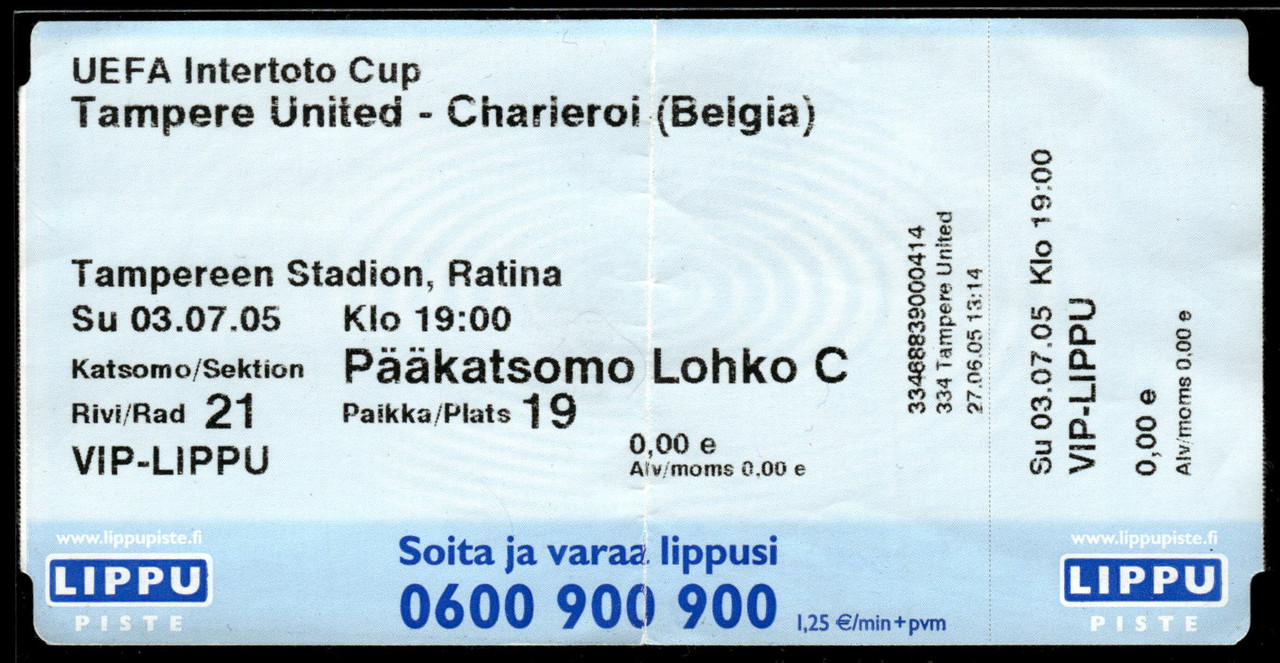 UEFA Intertoto Cup
Tampere United - Charleroi (Belgia)
Tampereen Stadion, Ratina
Su 03.07.05 Klo 19:00
Katsomo/Sektion Pääkatsomo Lohko C
Rivi/Rad 21 Paikka/Plats 19
VIP-LIPPU
0,00 e
Alv/moms 0.00 e
33468839000414
334 Tampere United
27.06.05 13:14
Su 03.07.05 Klo 19:00
VIP-LIPPU
0,00 e
Alv/moms 0.00 e
www.lippupiste.fi
LIPPU
PISTE
Soita ja varaa lippusi
0600 900 900 1,25 €/min+pvm
www.lippupiste.fi
LIPPU
PISTE